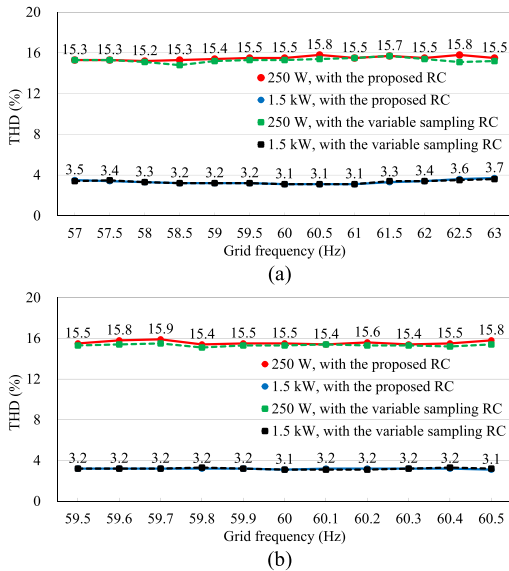 (a)
20
16
12
8
4
0
THD (%)
15.3 15.3 15.2 15.3 15.4 15.5 15.5 15.8 15.5 15.7 15.5 15.8 15.5
250 W, with the proposed RC
1.5 kW, with the proposed RC
250 W, with the variable sampling RC
1.5 kW, with the variable sampling RC
3.5 3.4 3.3 3.2 3.2 3.2 3.1 3.1 3.1 3.3 3.4 3.6 3.7
57 57.5 58 58.5 59 59.5 60 60.5 61 61.5 62 62.5 63
Grid frequency (Hz)
(a)
20
16
12
8
4
0
THD (%)
15.5 15.8 15.9 15.4 15.5 15.5 15.4 15.6 15.4 15.5 15.8
250 W, with the proposed RC
1.5 kW, with the proposed RC
250 W, with the variable sampling RC
1.5 kW, with the variable sampling RC
3.2 3.2 3.2 3.2 3.2 3.1 3.2 3.2 3.2 3.2 3.1
59.5 59.6 59.7 59.8 59.9 60 60.1 60.2 60.3 60.4 60.5
Grid frequency (Hz)
(b)